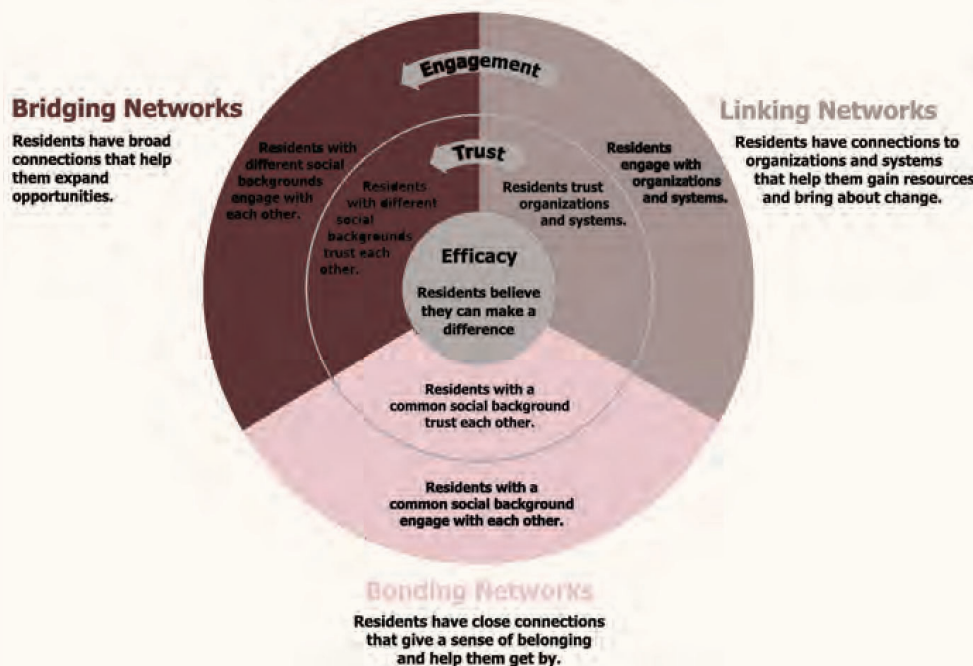 Engagement
Bridging Networks
Residents have broad
connections that help
them expand
opportunities.
Residents with
different social
backgrounds
engage with
each other.
Trust
Residents
with different
social
backgrounds
trust each
other.
Residents trust
organizations
and systems.
Residents
engage with
organizations
and systems.
Linking Networks
Residents have connections to
organizations and systems
that help them gain resources
and bring about change.
Efficacy
Residents believe
they can make a
difference
Residents with a
common social background
trust each other.
Residents with a
common social background
engage with each other.
Bonding Networks
Residents have close connections
that give a sense of belonging
and help them get by.